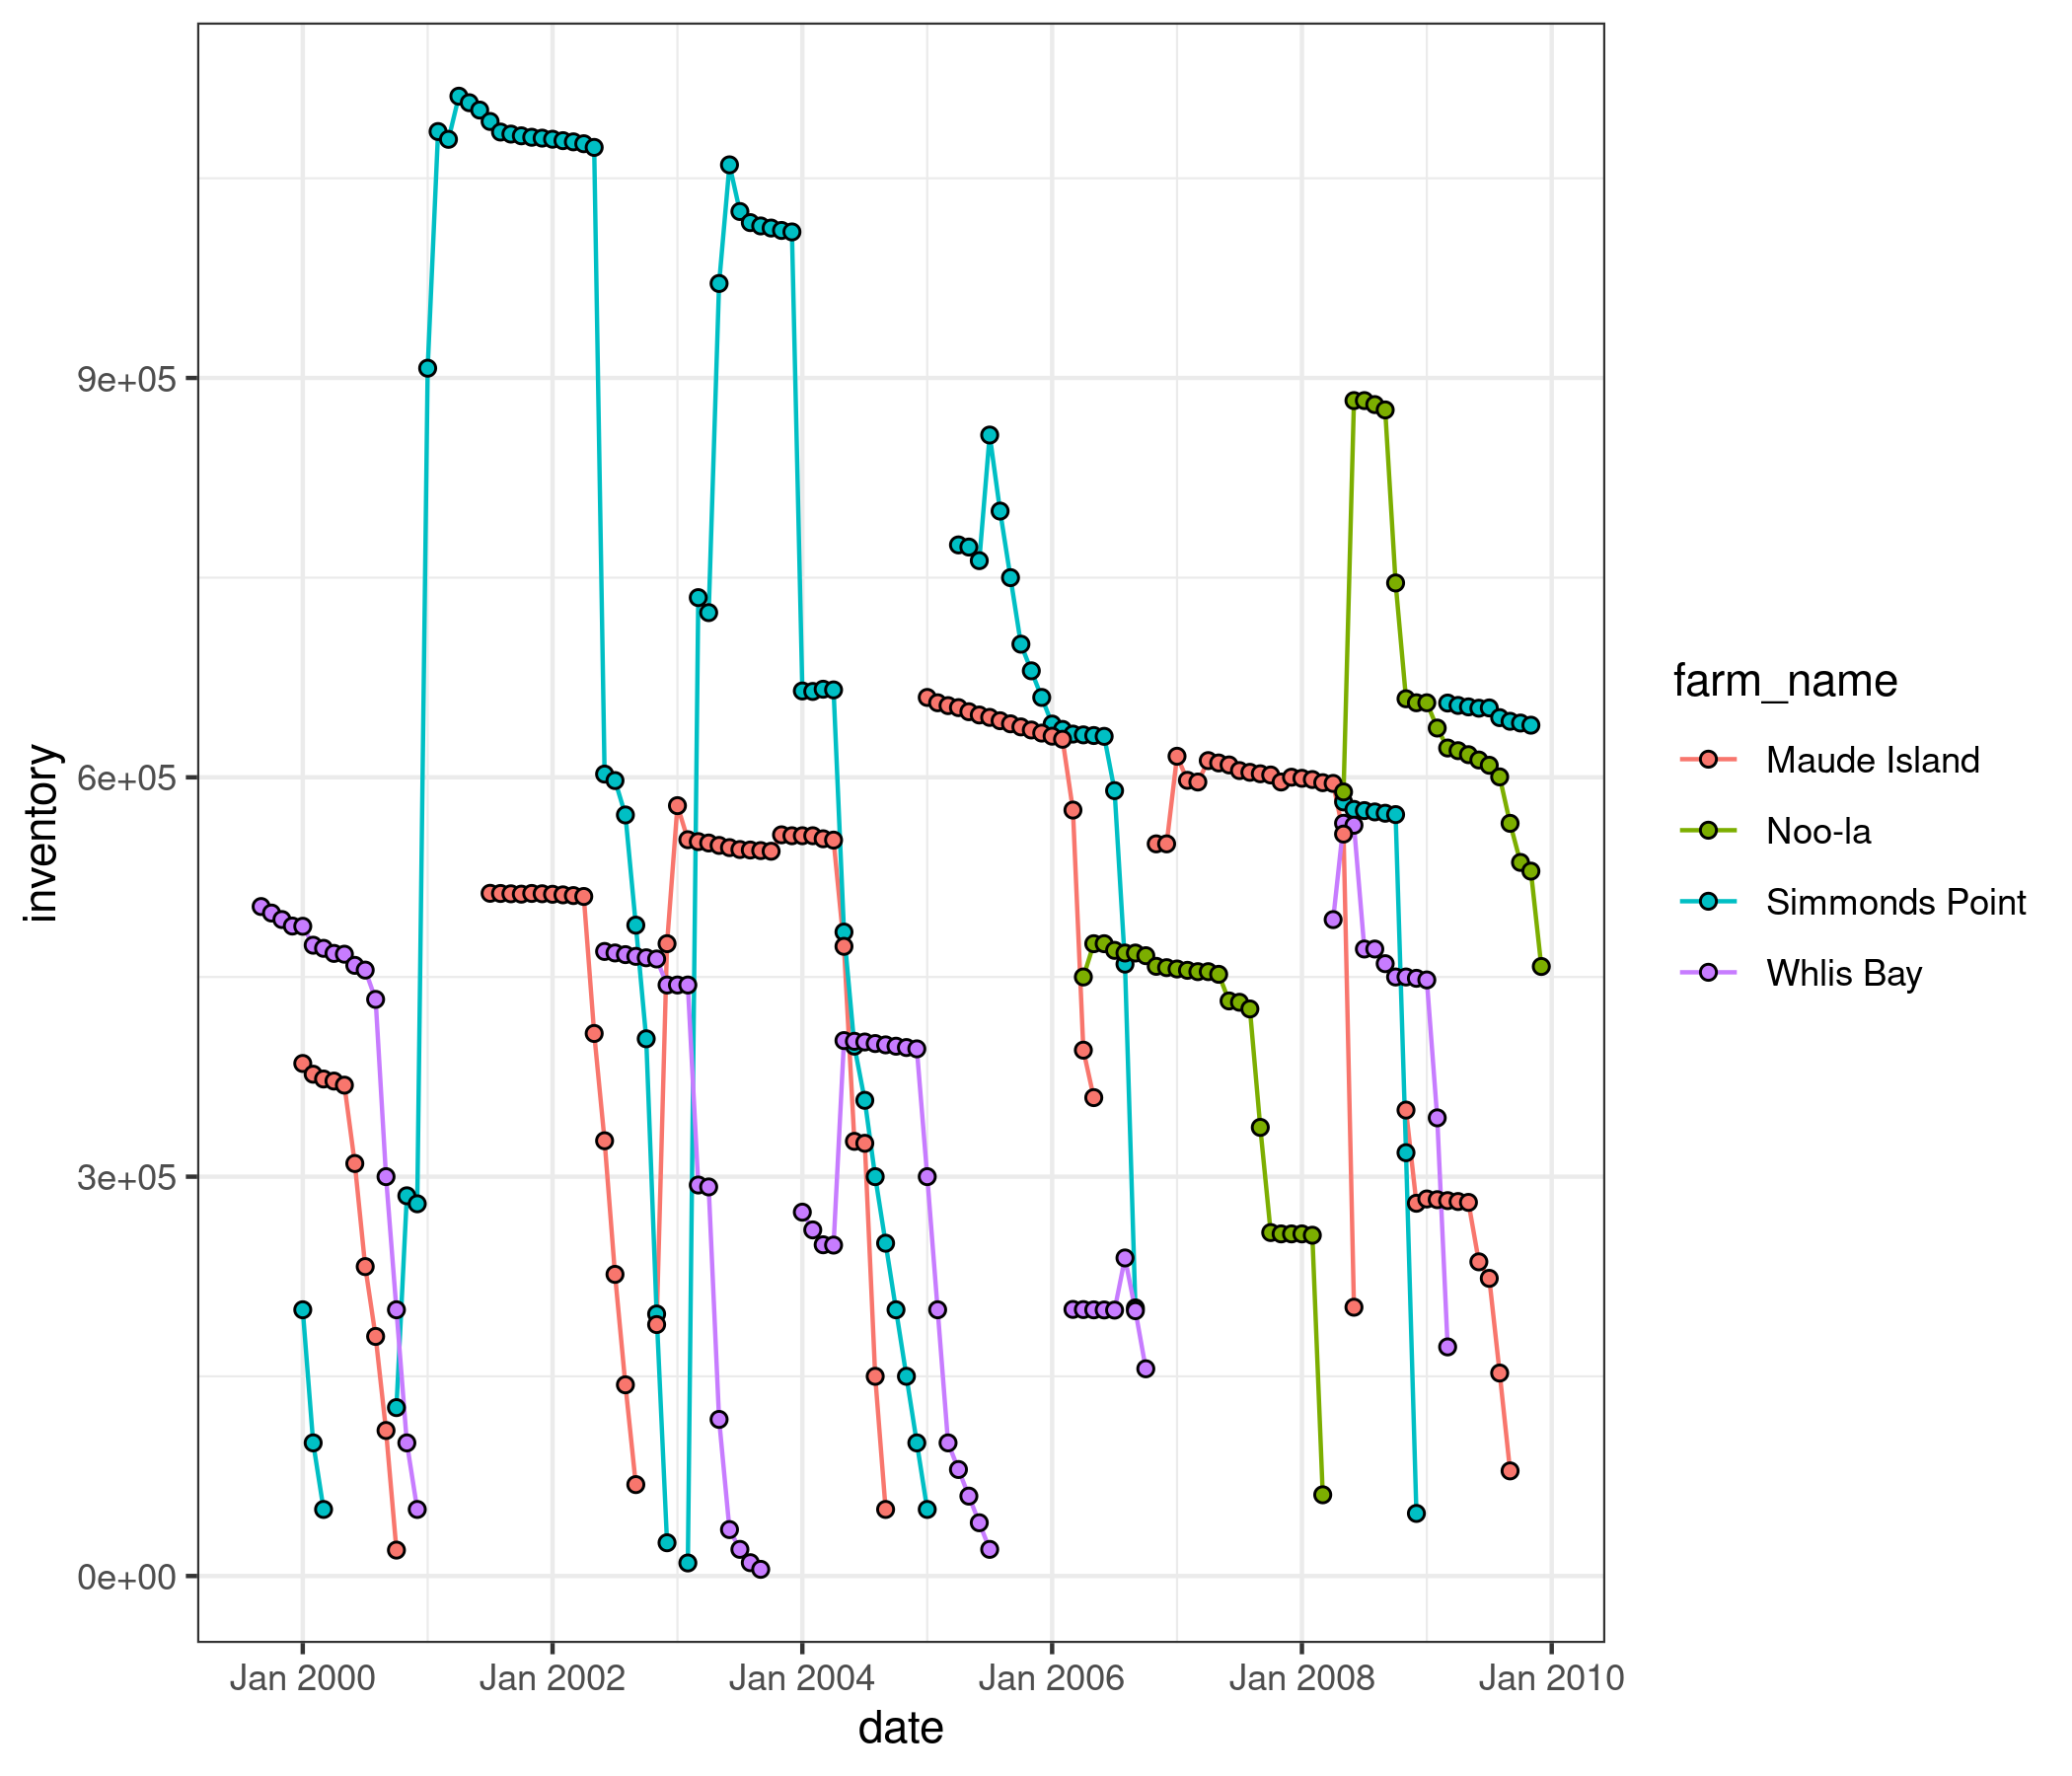 inventory
9e+05
6e+05
3e+05
0e+00
Jan 2000
Jan 2002
Jan 2004
Jan 2006
Jan 2008
Jan 2010
date
farm_name
Maude Island
Noo-la
Simmonds Point
Whlis Bay